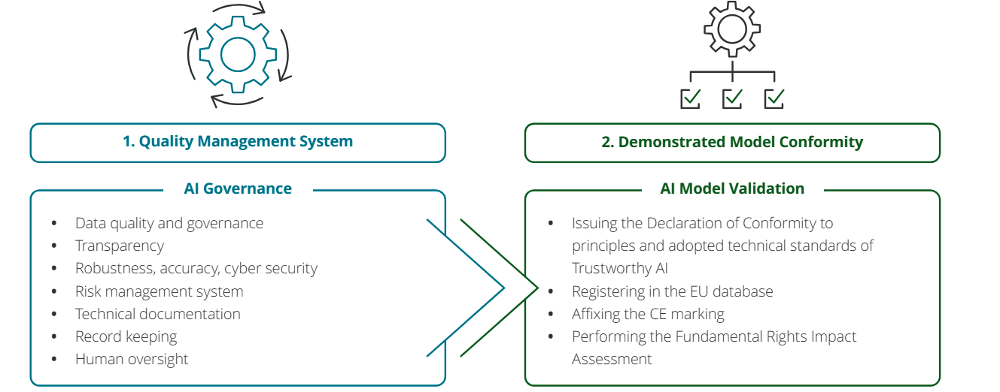 1. Quality Management System
AI Governance
• Data quality and governance
• Transparency
• Robustness, accuracy, cyber security
• Risk management system
• Technical documentation
• Record keeping
• Human oversight
2. Demonstrated Model Conformity
AI Model Validation
• Issuing the Declaration of Conformity to
principles and adopted technical standards of
Trustworthy AI
• Registering in the EU database
• Affixing the CE marking
• Performing the Fundamental Rights Impact
Assessment